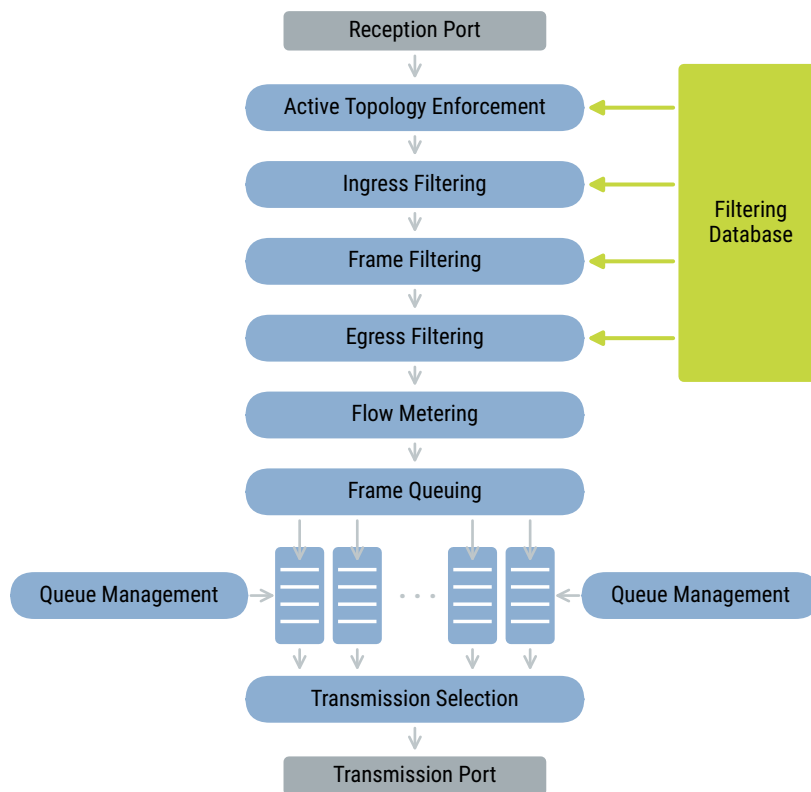 Reception Port
Active Topology Enforcement
Ingress Filtering
Filtering
Database
Frame Filtering
Egress Filtering
Flow Metering
Frame Queuing
Queue Management
. . .
Queue Management
Transmission Selection
Transmission Port